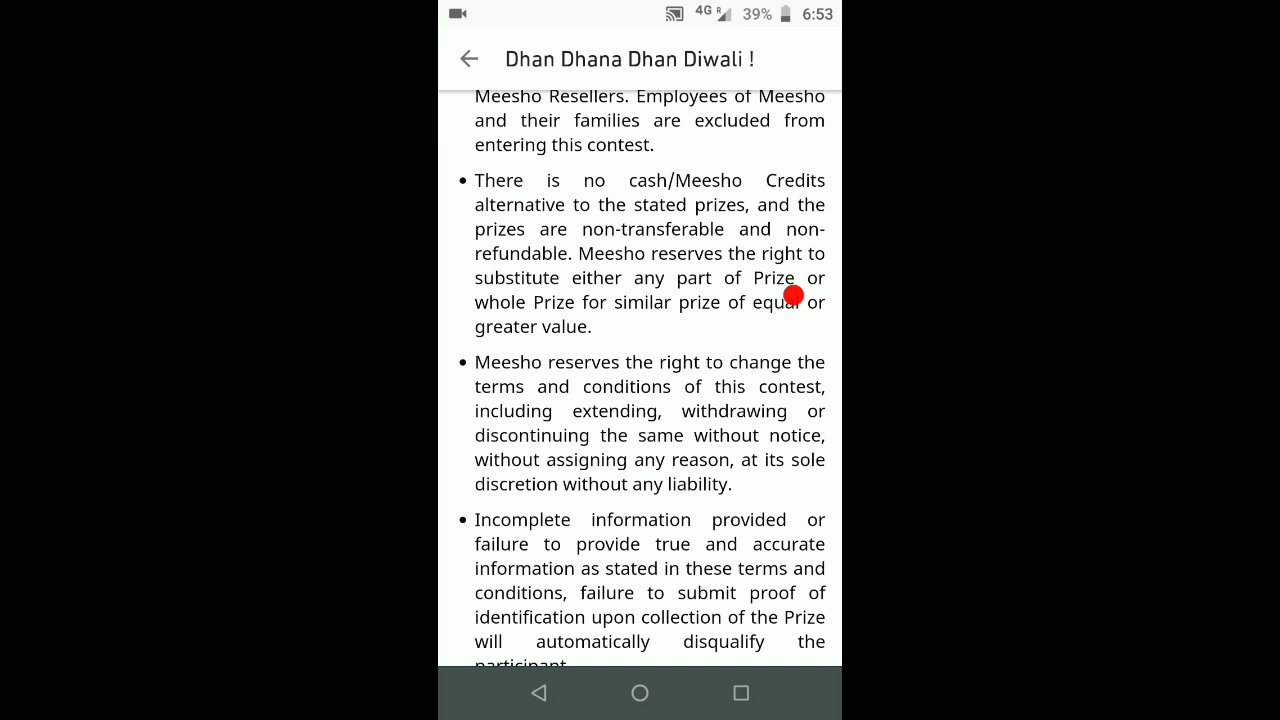 4G R 39% 6:53
Dhan Dhana Dhan Diwali !
Meesho Resellers. Employees of Meesho
and their families are excluded from
entering this contest.
• There is no cash/Meesho Credits
alternative to the stated prizes, and the
prizes are non-transferable and non-
refundable. Meesho reserves the right to
substitute either any part of Prize or
whole Prize for similar prize of equal or
greater value.
• Meesho reserves the right to change the
terms and conditions of this contest,
including extending, withdrawing or
discontinuing the same without notice,
without assigning any reason, at its sole
discretion without any liability.
• Incomplete information provided or
failure to provide true and accurate
information as stated in these terms and
conditions, failure to submit proof of
identification upon collection of the Prize
will automatically disqualify the
participant